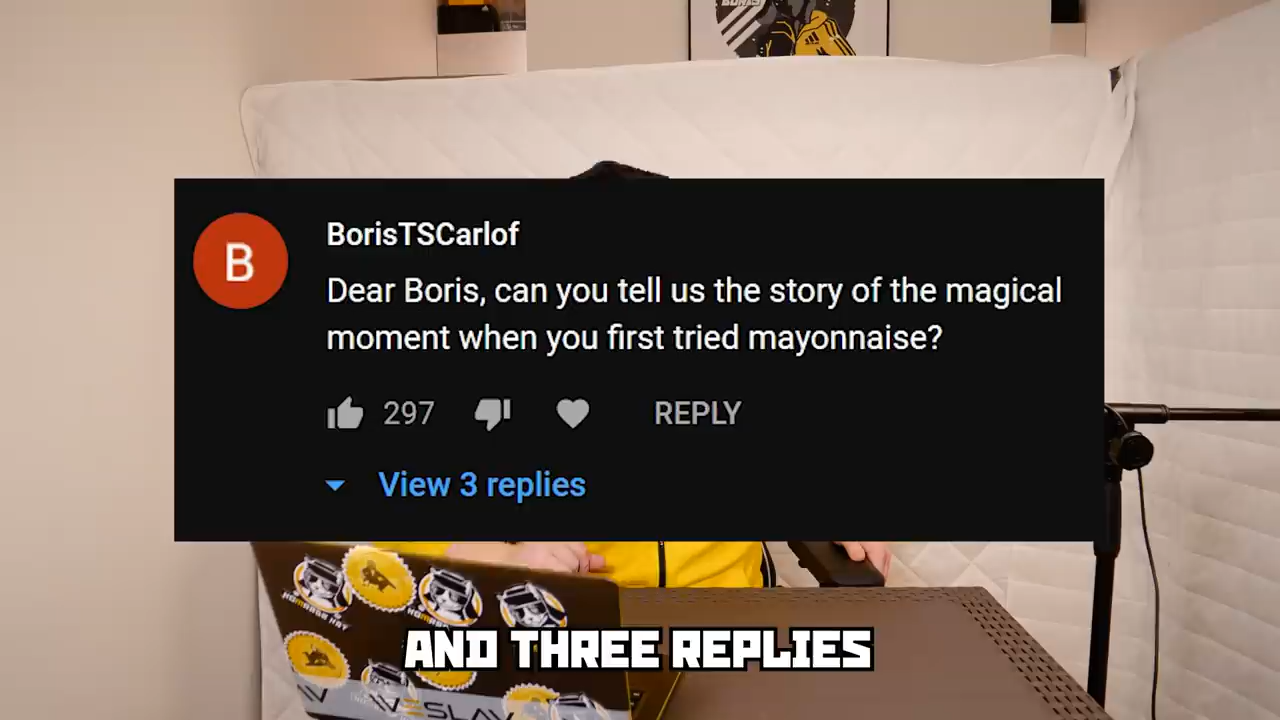 BORIS
BorisTSCarlof
B
Dear Boris, can you tell us the story of the magical
moment when you first tried mayonnaise?
297
REPLY
View 3 replies
AND THREE REPLIES